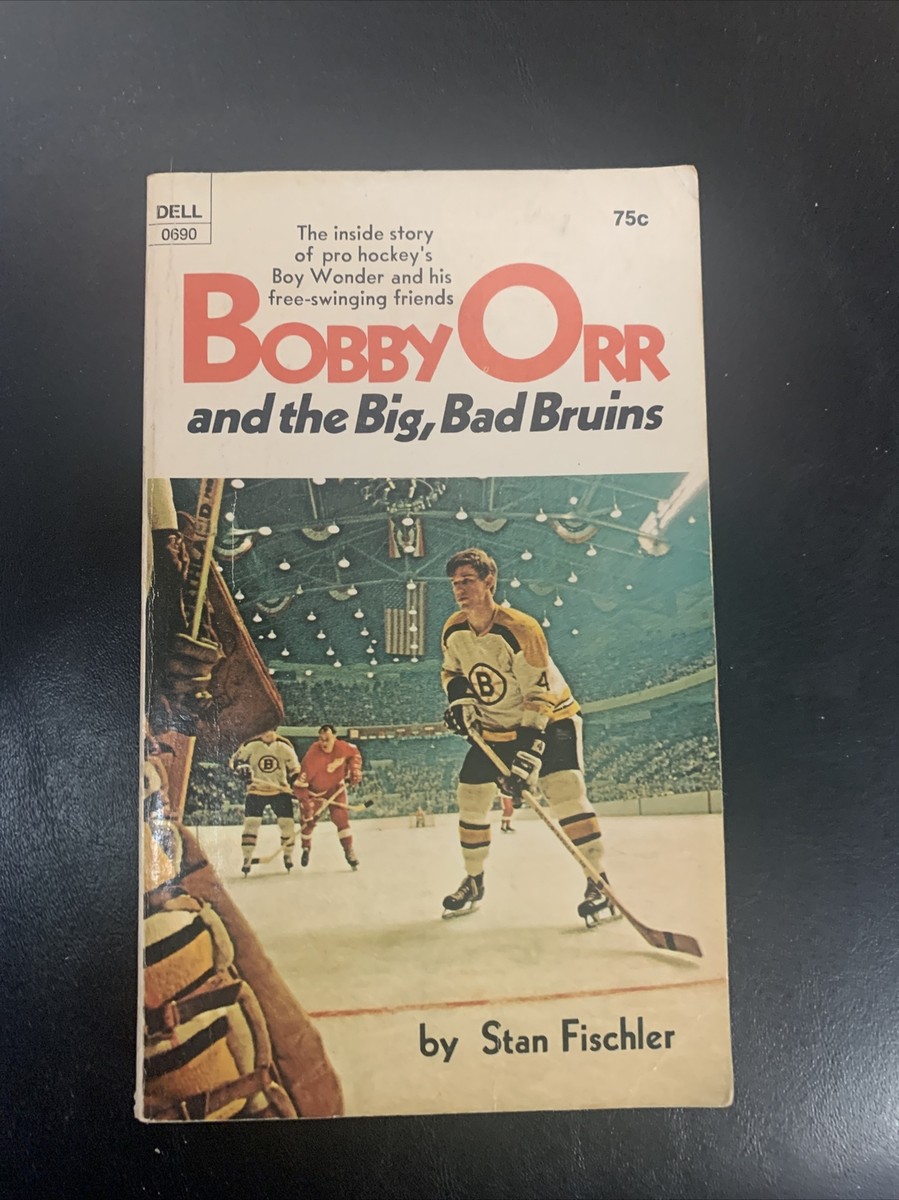 DELL
0690
75c
The inside story
of pro hockey's
Boy Wonder and his
free-swinging friends
BOBBY ORR
and the Big, Bad Bruins
B
4
B
by Stan Fischler